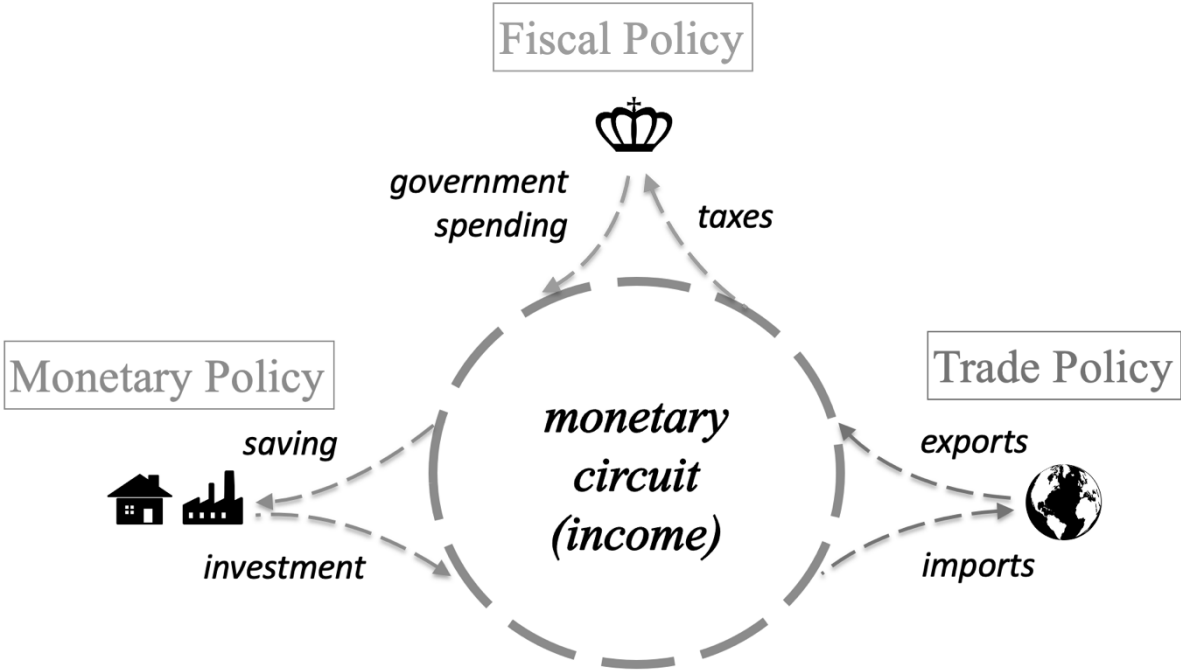 Fiscal Policy
government
spending
taxes
Monetary Policy
Trade Policy
saving
exports
monetary
circuit
(income)
investment
imports